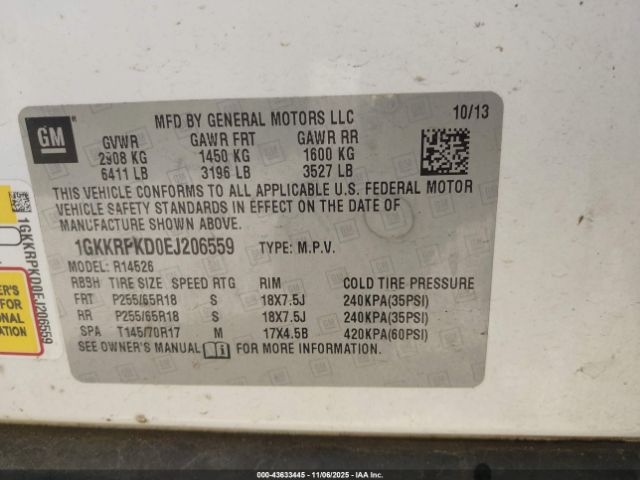 GM
MFD BY GENERAL MOTORS LLC 10/13
GVWR GAWR FRT GAWR RR
2908 KG 1450 KG 1600 KG
6411 LB 3196 LB 3527 LB
THIS VEHICLE CONFORMS TO ALL APPLICABLE U.S. FEDERAL MOTOR
VEHICLE SAFETY STANDARDS IN EFFECT ON THE DATE OF
MANUFACTURE SHOWN ABOVE.
1GKKRPKD0EJ206559 TYPE: M.P.V.
MODEL: R14526
RBSH TIRE SIZE SPEED RTG RIM COLD TIRE PRESSURE
FRT P255/65R18 S 18X7.5J 240KPA(35PSI)
RR P255/65R18 S 18X7.5J 240KPA(35PSI)
SPA T145/70R17 M 17X4.5B 420KPA(60PSI)
SEE OWNER'S MANUAL FOR MORE INFORMATION.
1GKKRPKD0EJ206559
FOR
ONAL
000-43633445 - 11/06/2025 - IAA Inc.